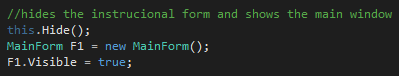 //hides the instrucional form and shows the main window
this.Hide();
MainForm F1 = new MainForm();
F1.Visible = true;